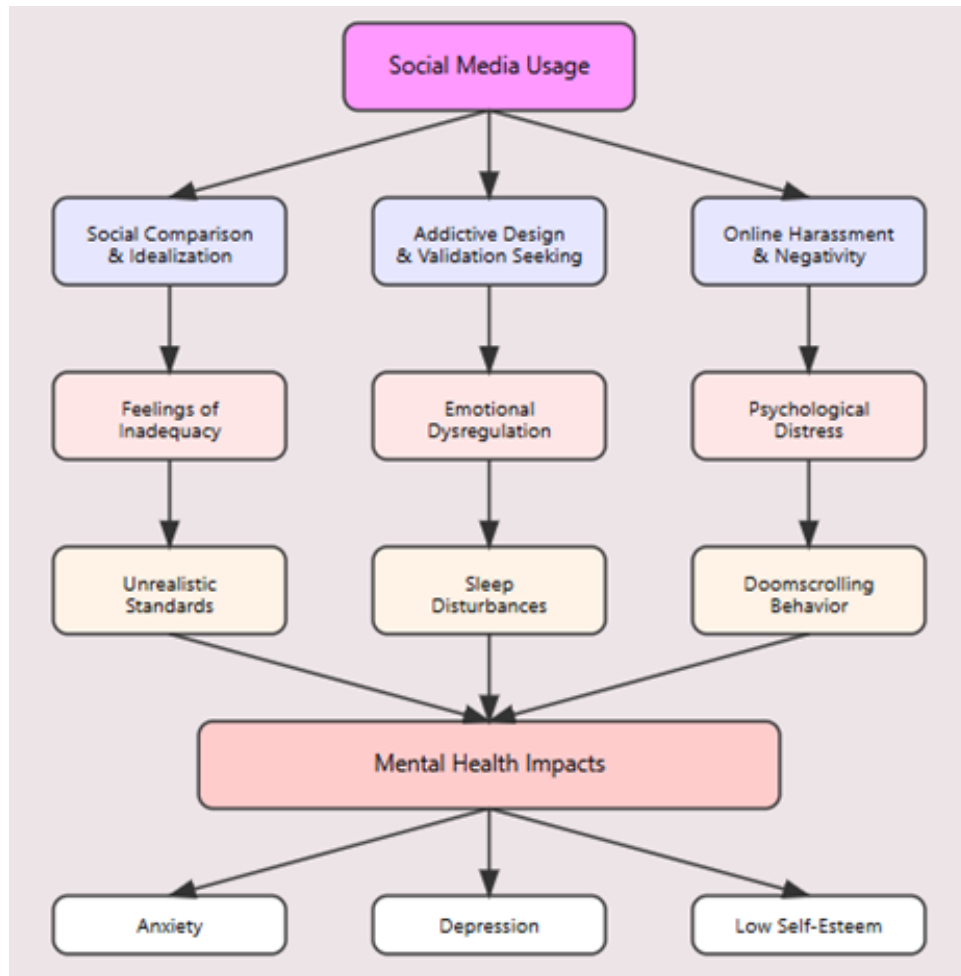 Social Media Usage
Social Comparison
& Idealization
Addictive Design
& Validation Seeking
Online Harassment
& Negativity
Feelings of
Inadequacy
Emotional
Dysregulation
Psychological
Distress
Unrealistic
Standards
Sleep
Disturbances
Doomscrolling
Behavior
Mental Health Impacts
Anxiety
Depression
Low Self-Esteem